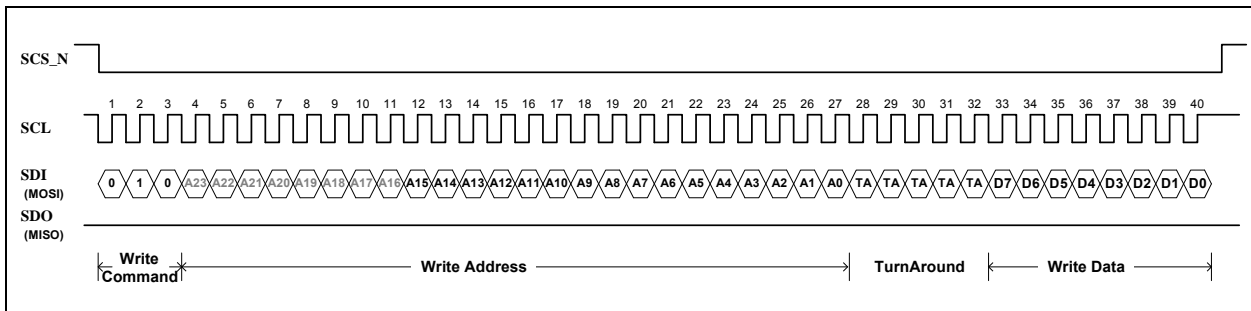 SCS_N
1 2 3 4 5 6 7 8 9 10 11 12 13 14 15 16 17 18 19 20 21 22 23 24 25 26 27 28 29 30 31 32 33 34 35 36 37 38 39 40
SCL
SDI
(MOSI)
0 1 0 A23 A22 A21 A20 A19 A18 A17 A16 A15 A14 A13 A12 A11 A10 A9 A8 A7 A6 A5 A4 A3 A2 A1 A0 TA TA TA TA TA D7 D6 D5 D4 D3 D2 D1 D0
SDO
(MISO)
Write
Command
Write Address
TurnAround
Write Data